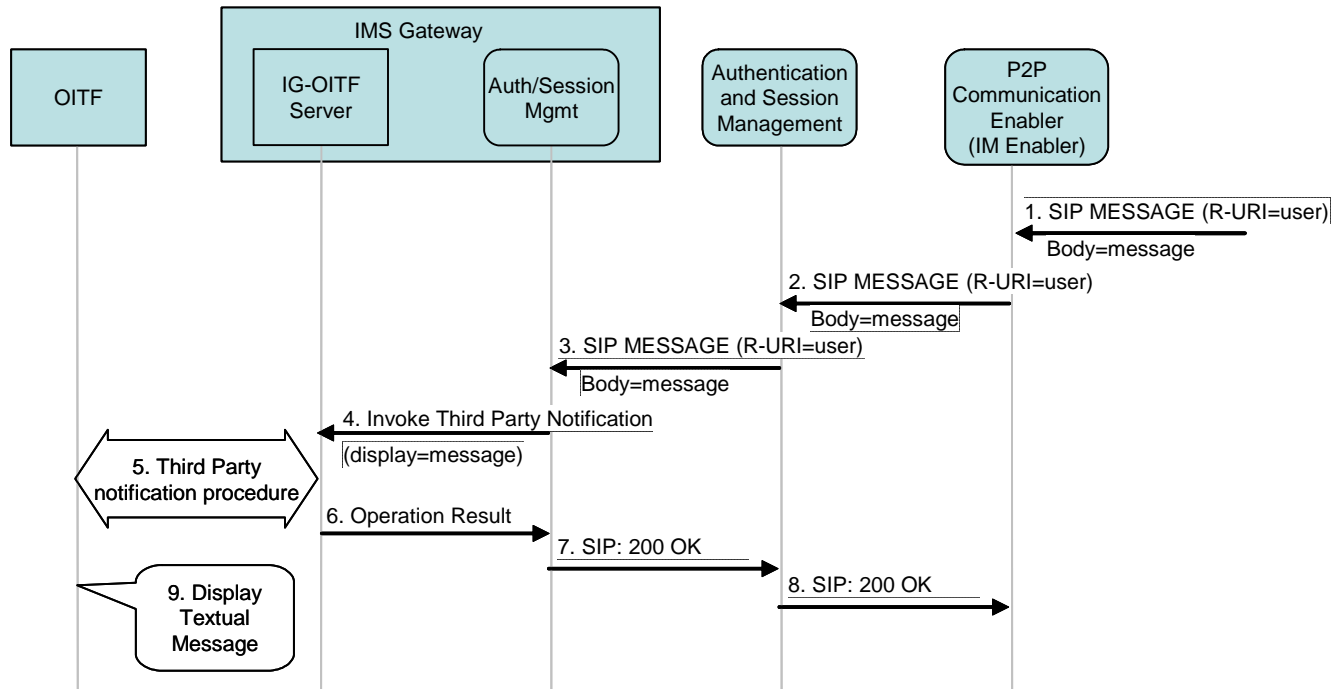 IMS Gateway
OITF
IG-OITF
Server
Auth/Session
Mgmt
Authentication
and Session
Management
P2P
Communication
Enabler
(IM Enabler)
1. SIP MESSAGE (R-URI=user)
Body=message
2. SIP MESSAGE (R-URI=user)
Body=message
3. SIP MESSAGE (R-URI=user)
Body=message
4. Invoke Third Party Notification
(display=message)
5. Third Party
notification procedure
6. Operation Result
7. SIP: 200 OK
8. SIP: 200 OK
9. Display
Textual
Message